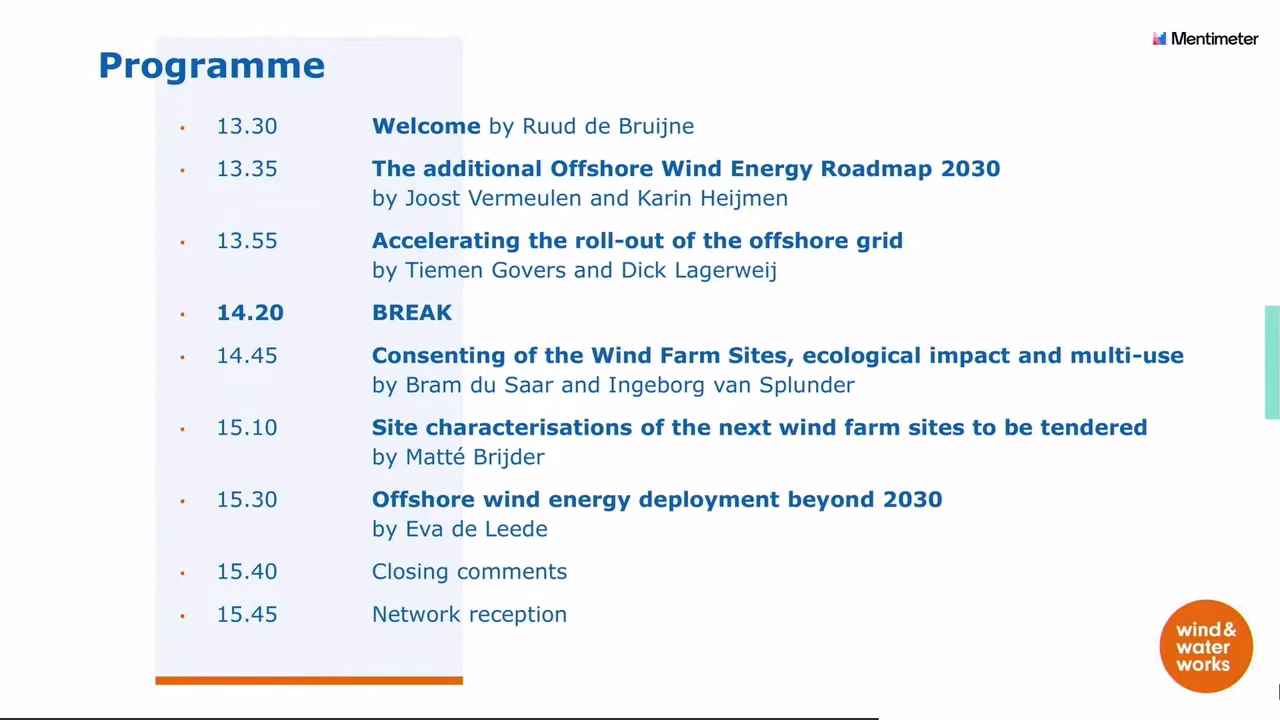 Mentimeter
Programme
• 13.30 Welcome by Ruud de Bruijne
• 13.35 The additional Offshore Wind Energy Roadmap 2030
by Joost Vermeulen and Karin Heijmen
• 13.55 Accelerating the roll-out of the offshore grid
by Tiemen Govers and Dick Lagerweij
• 14.20 BREAK
• 14.45 Consenting of the Wind Farm Sites, ecological impact and multi-use
by Bram du Saar and Ingeborg van Splunder
• 15.10 Site characterisations of the next wind farm sites to be tendered
by Matté Brijder
• 15.30 Offshore wind energy deployment beyond 2030
by Eva de Leede
• 15.40 Closing comments
• 15.45 Network reception
wind &
water
works